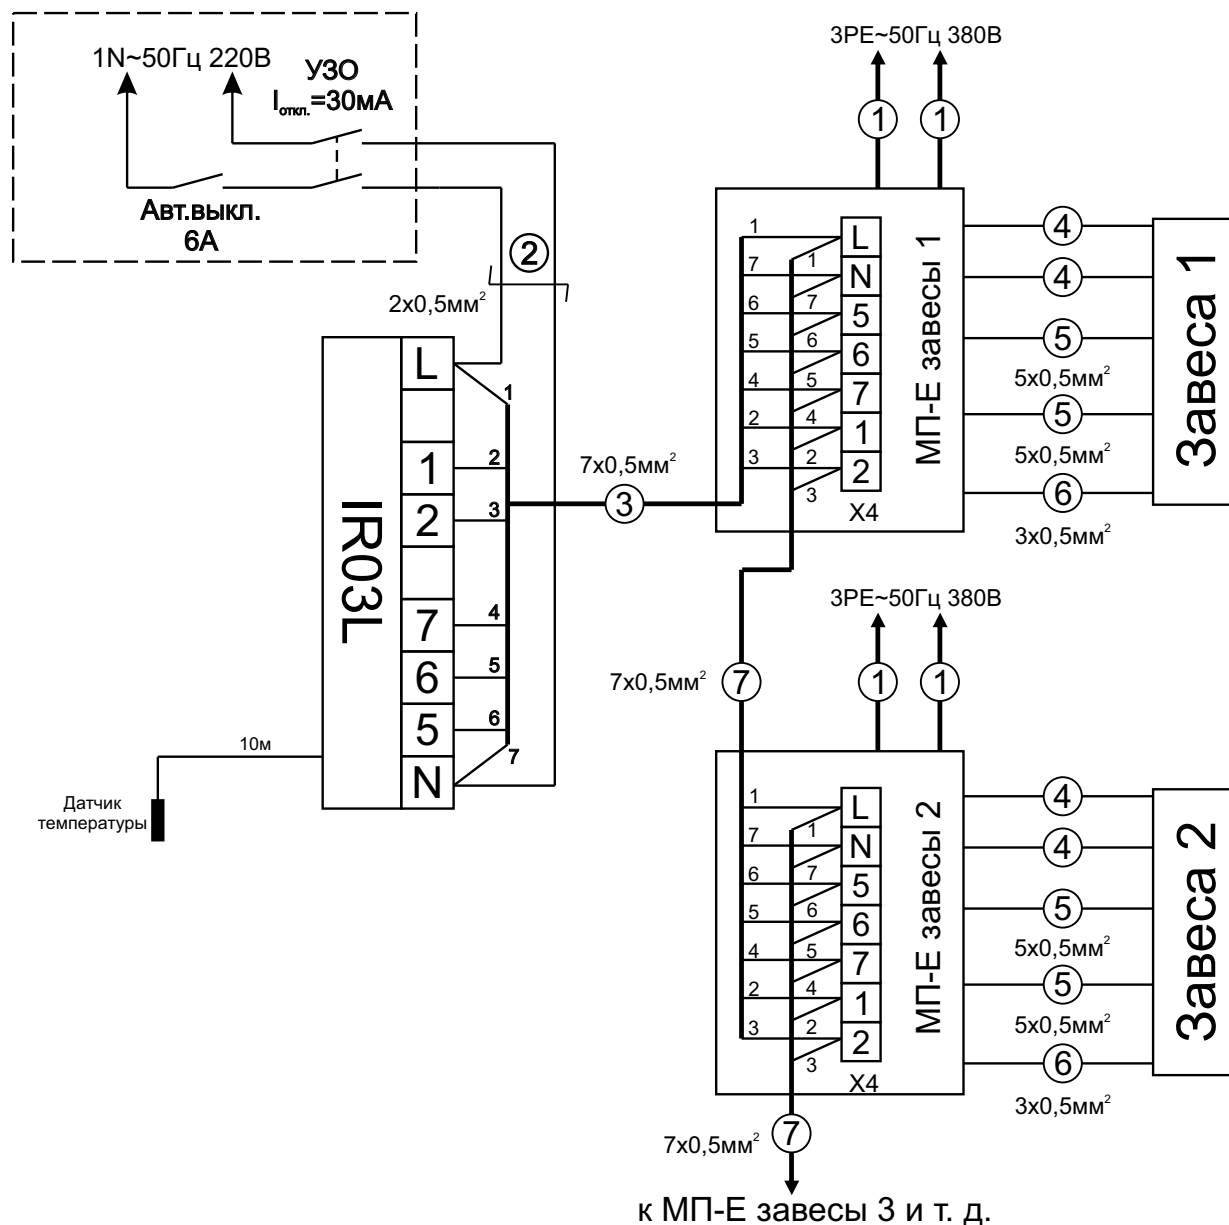 1N~50Гц 220В
УЗО
Iоткл.=30мА
Авт.выкл.
6А
2
2х0,5мм²
IR03L
L
1
2
7
6
5
N
1
2
3
4
5
6
7
10м
Датчик
температуры
7х0,5мм²
3
3РЕ~50Гц 380В
1
1
1
7
6
5
4
2
3
1
7
6
5
4
2
3
L
N
5
6
7
1
2
X4
МП-Е завесы 1
4
4
5
5х0,5мм²
5
5х0,5мм²
6
3х0,5мм²
Завеса 1
7х0,5мм²
7
3РЕ~50Гц 380В
1
1
1
7
6
5
4
2
3
1
7
6
5
4
2
3
L
N
5
6
7
1
2
X4
МП-Е завесы 2
4
4
5
5х0,5мм²
5
5х0,5мм²
6
3х0,5мм²
Завеса 2
7х0,5мм²
7
к МП-Е завесы 3 и т. д.